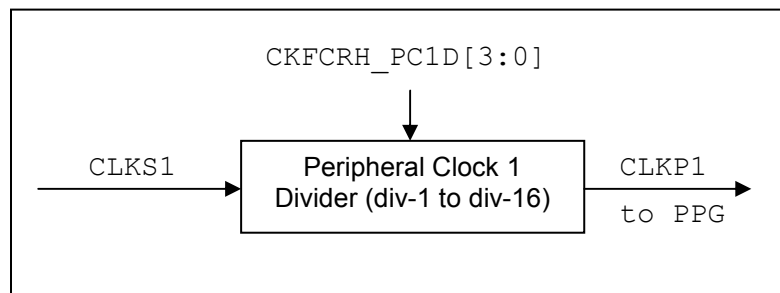 CKFCRH_PC1D[3:0]
CLKS1
Peripheral Clock 1
Divider (div-1 to div-16)
CLKP1
to PPG